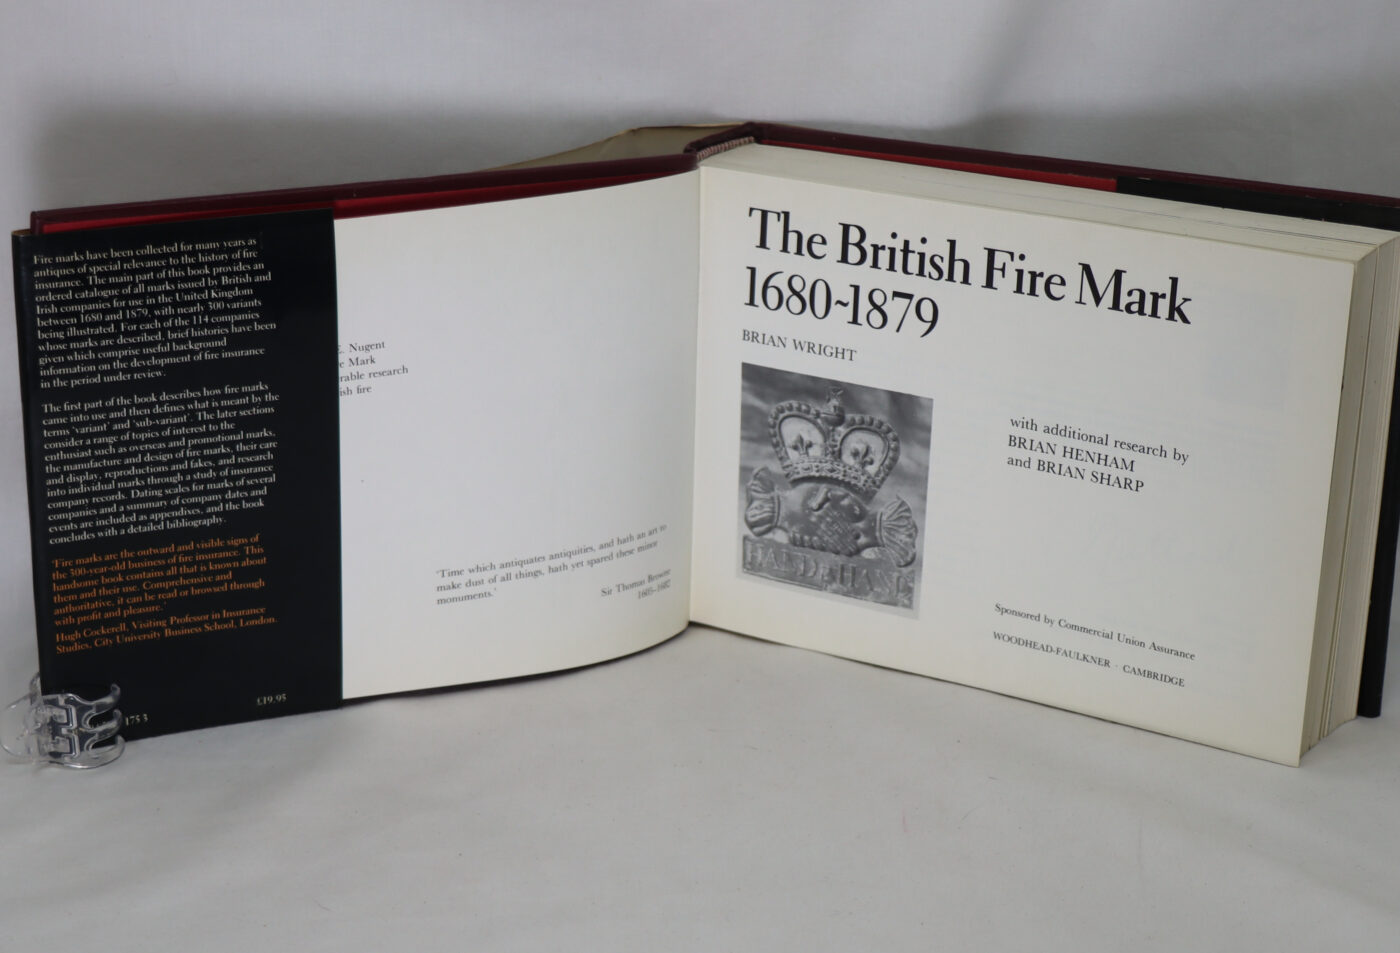 Fire marks have been collected for many years as
antiques of special relevance to the history of fire
insurance. The main part of this book provides an
ordered catalogue of all marks issued by British and
Irish companies for use in the United Kingdom
between 1680 and 1879, with nearly 300 variants
being illustrated. For each of the 114 companies
whose marks are described, brief histories have been
given which comprise useful background
information on the development of fire insurance
in the period under review.
The first part of the book describes how fire marks
came into use and then defines what is meant by the
terms 'variant' and 'sub-variant'. The later sections
consider a range of topics of interest to the
enthusiast such as overseas and promotional marks,
the manufacture and design of fire marks, their care
and display, reproductions and fakes, and research
into individual marks through a study of insurance
company records. Dating scales for marks of several
companies and a summary of company dates and
events are included as appendixes, and the book
concludes with a detailed bibliography.
'Fire marks are the outward and visible signs of
the 300-year-old business of fire insurance. This
handsome book contains all that is known about
them and their use. Comprehensive and
authoritative, it can be read or browsed through
with profit and pleasure.'
Hugh Cockerell, Visiting Professor in Insurance
Studies, City University Business School, London.
£19.95
175 3
E. Nugent
e Mark
rable research
ish fire
'Time which antiquates antiquities, and hath an art to
make dust of all things, hath yet spared these minor
monuments.'
Sir Thomas Browne
1605–1682
The British Fire Mark
1680~1879
BRIAN WRIGHT
HAND HAND
with additional research by
BRIAN HENHAM
and BRIAN SHARP
Sponsored by Commercial Union Assurance
WOODHEAD-FAULKNER · CAMBRIDGE